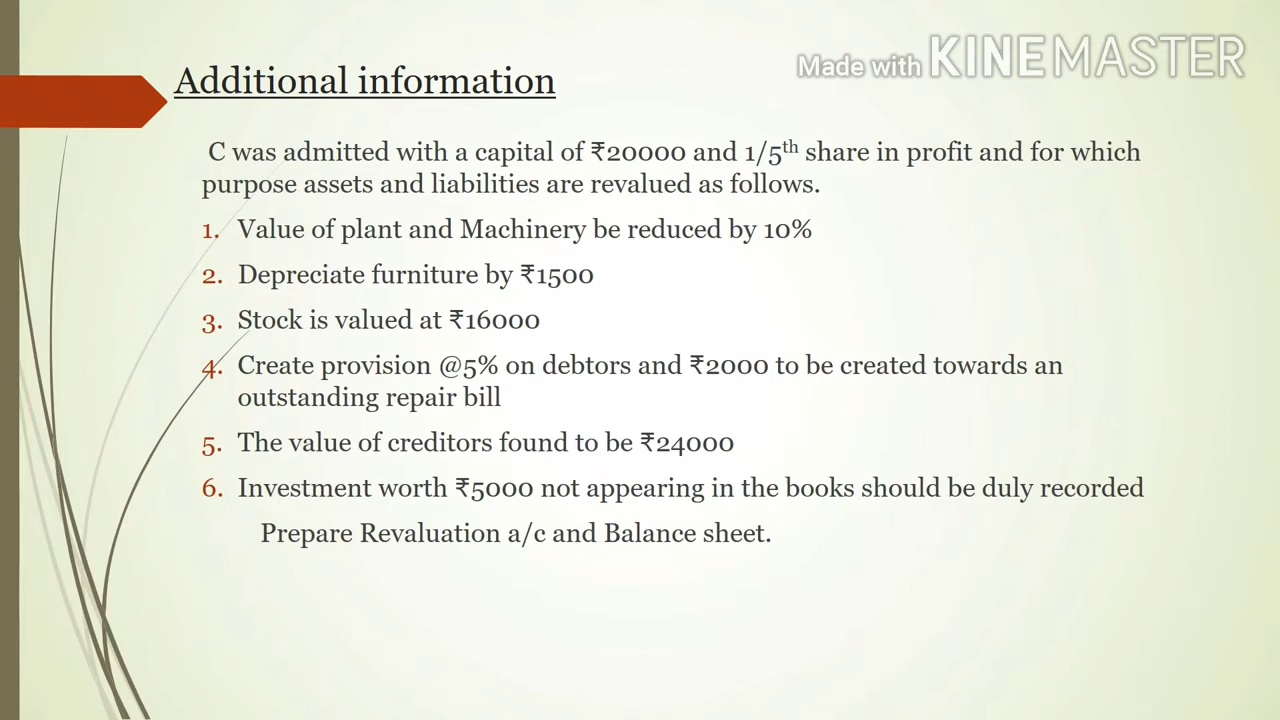 Made with KINEMASTER
Additional information
C was admitted with a capital of ₹20000 and 1/5th share in profit and for which
purpose assets and liabilities are revalued as follows.
1. Value of plant and Machinery be reduced by 10%
2. Depreciate furniture by ₹1500
3. Stock is valued at ₹16000
4. Create provision @5% on debtors and ₹2000 to be created towards an
outstanding repair bill
5. The value of creditors found to be ₹24000
6. Investment worth ₹5000 not appearing in the books should be duly recorded
Prepare Revaluation a/c and Balance sheet.